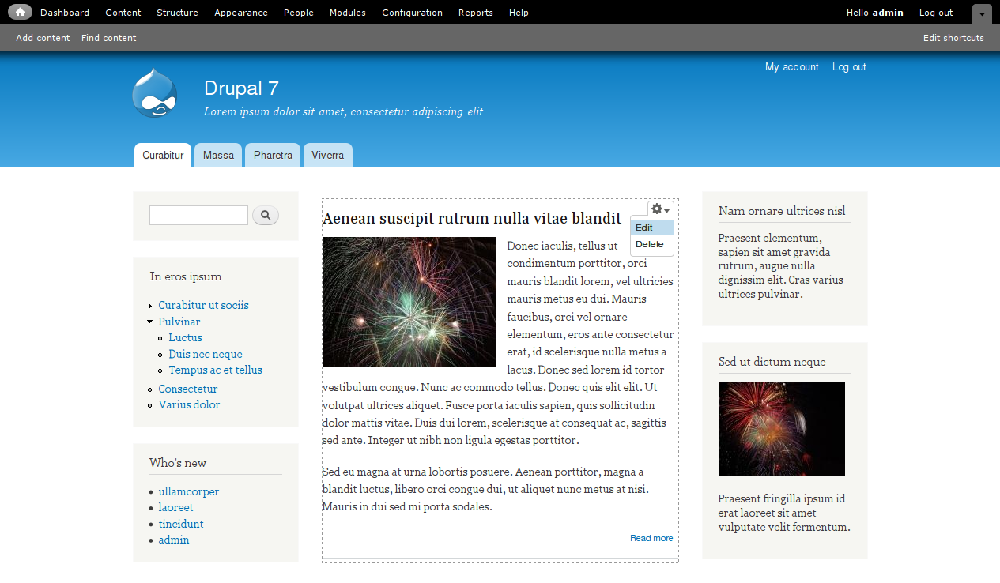 Dashboard Content Structure Appearance People Modules Configuration Reports Help Hello admin Log out
Add content Find content Edit shortcuts
My account Log out
Drupal 7
Lorem ipsum dolor sit amet, consectetur adipiscing elit
Curabitur Massa Pharetra Viverra
In eros ipsum
Curabitur ut sociis
Pulvinar
Luctus
Duis nec neque
Tempus ac et tellus
Consectetur
Varius dolor
Who's new
ullamcorper
laoreet
tincidunt
admin
Aenean suscipit rutrum nulla vitae blandit
Edit
Delete
Donec iaculis, tellus ut
condimentum porttitor, orci
mauris blandit lorem, vel ultricies
mauris metus eu dui. Mauris
faucibus, orci vel ornare
elementum, eros ante consectetur
erat, id scelerisque nulla metus a
lacus. Donec sed lorem id tortor
vestibulum congue. Nunc ac commodo tellus. Donec quis elit elit. Ut
volutpat ultrices aliquet. Fusce porta iaculis sapien, quis sollicitudin
dolor mattis vitae. Duis dui lorem, scelerisque at consequat ac, sagittis
sed ante. Integer ut nibh non ligula egestas porttitor.
Sed eu magna at urna lobortis posuere. Aenean porttitor, magna a
blandit luctus, libero orci congue dui, ut aliquet nunc metus at nisi.
Mauris in dui sed mi porta sodales.
Read more
Nam ornare ultrices nisl
Praesent elementum,
sapien sit amet gravida
rutrum, augue nulla
dignissim elit. Cras varius
ultrices pulvinar.
Sed ut dictum neque
Praesent fringilla ipsum id
erat laoreet sit amet
vulputate velit fermentum.